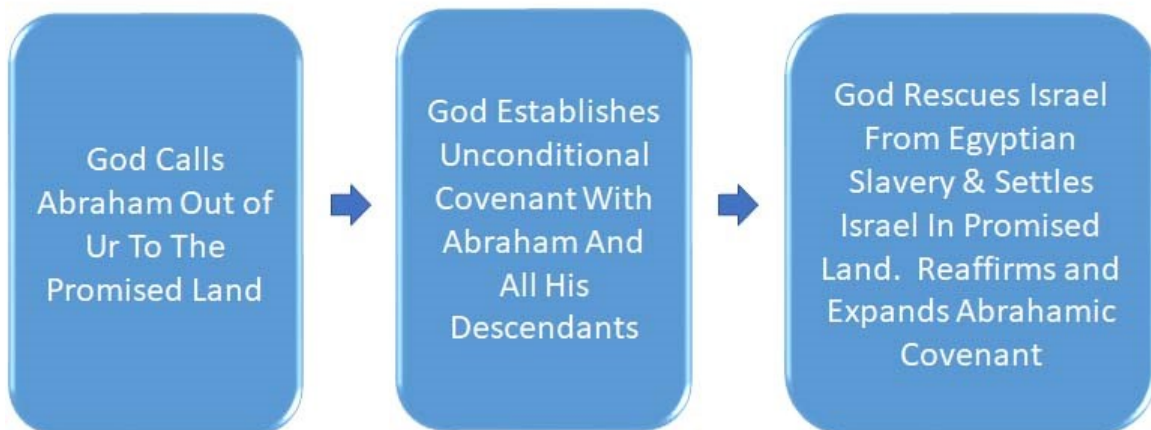 God Calls
Abraham Out of
Ur To The
Promised Land
God Establishes
Unconditional
Covenant With
Abraham And
All His
Descendants
God Rescues Israel
From Egyptian
Slavery & Settles
Israel In Promised
Land.  Reaffirms and
Expands Abrahamic
Covenant